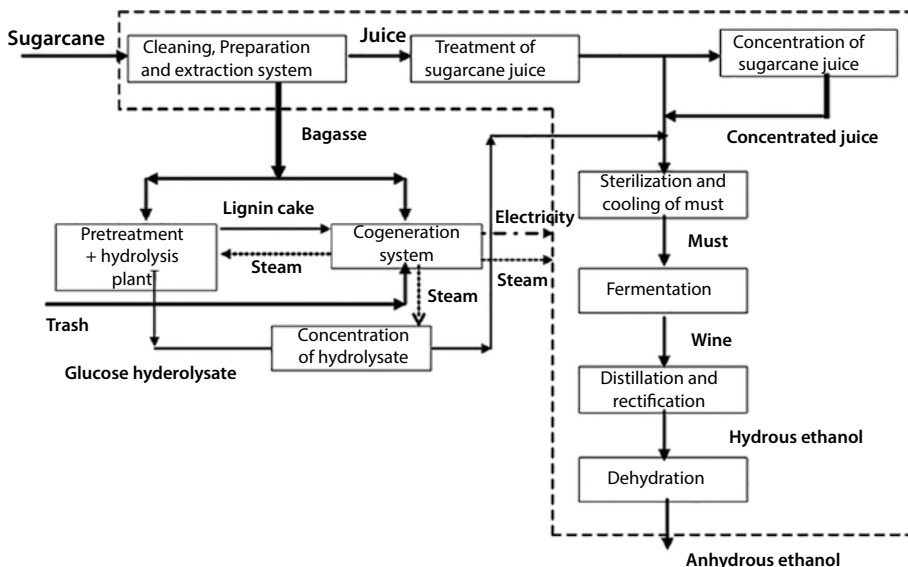 Sugarcane
Cleaning, Preparation
and extraction system
Juice
Treatment of
sugarcane juice
Concentration of
sugarcane juice
Bagasse
Concentrated juice
Lignin cake
Pretreatment
+ hydrolysis
plant
Steam
Cogeneration
system
Electricity
Steam
Steam
Sterilization and
cooling of must
Must
Trash
Concentration
of hydrolysate
Glucose hyderolysate
Fermentation
Wine
Distillation and
rectification
Hydrous ethanol
Dehydration
Anhydrous ethanol